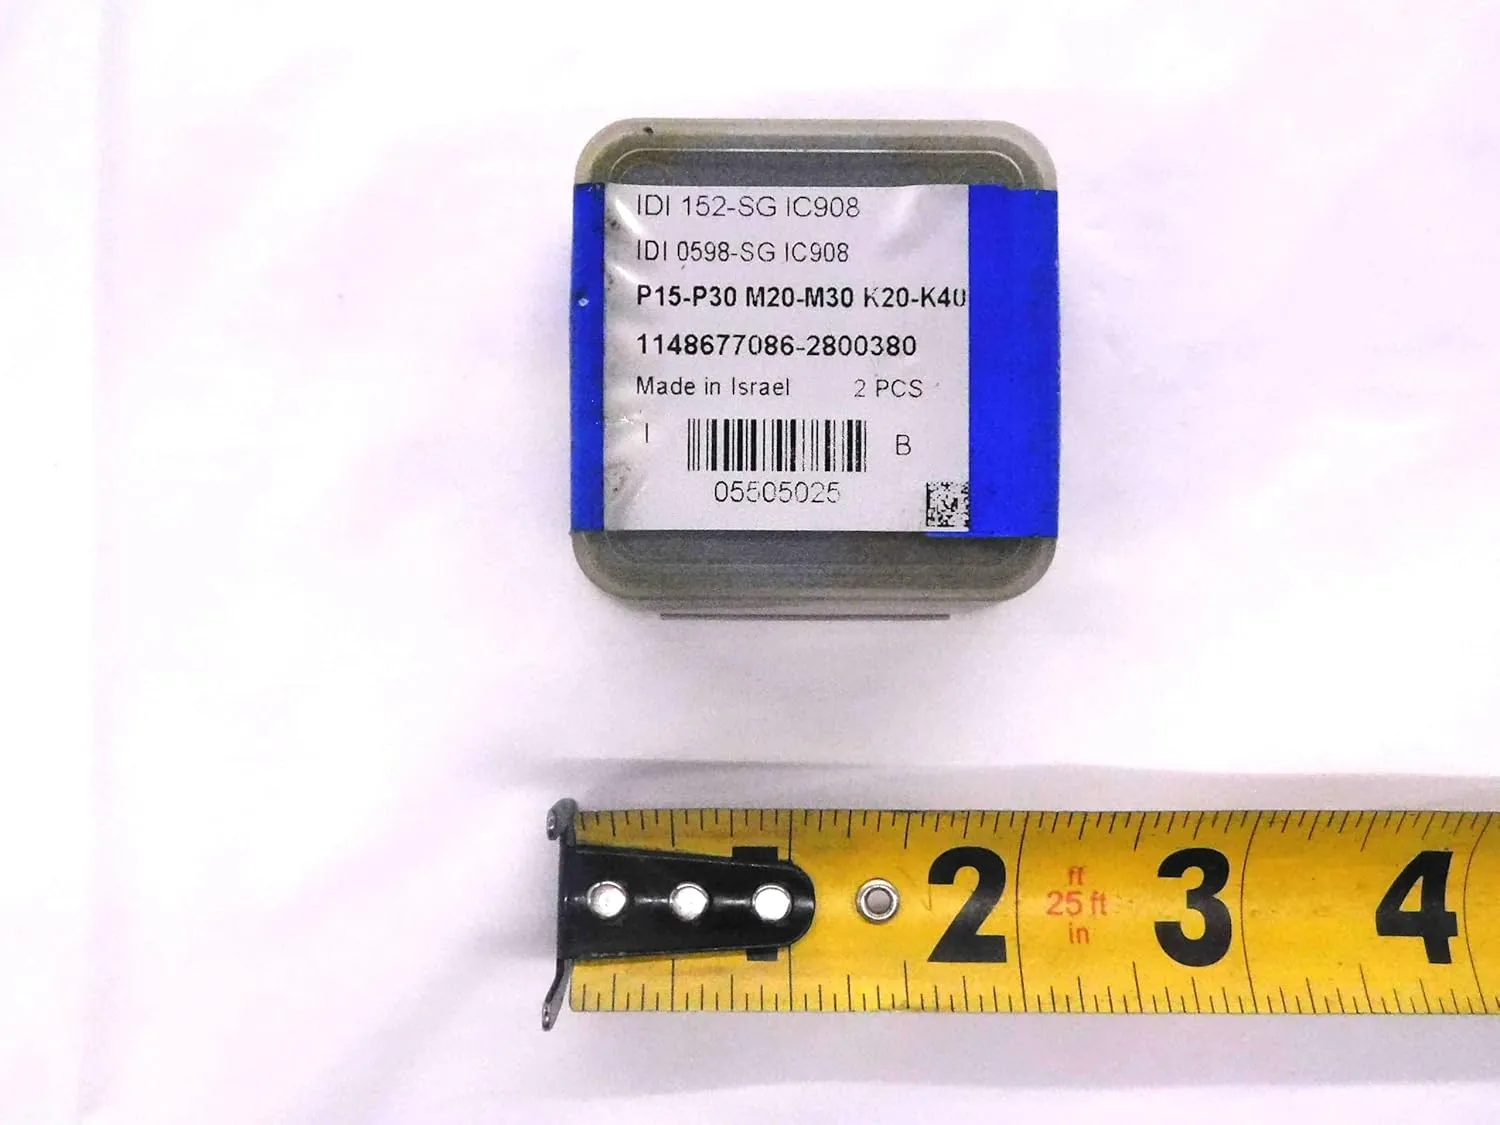 IDI 152-SG IC908
IDI 0598-SG IC908
P15-P30 M20-M30 K20-K40
1148677086-2800380
Made in Israel 2 PCS
I B
05505025
1 2 3 4
ft
25 ft
in